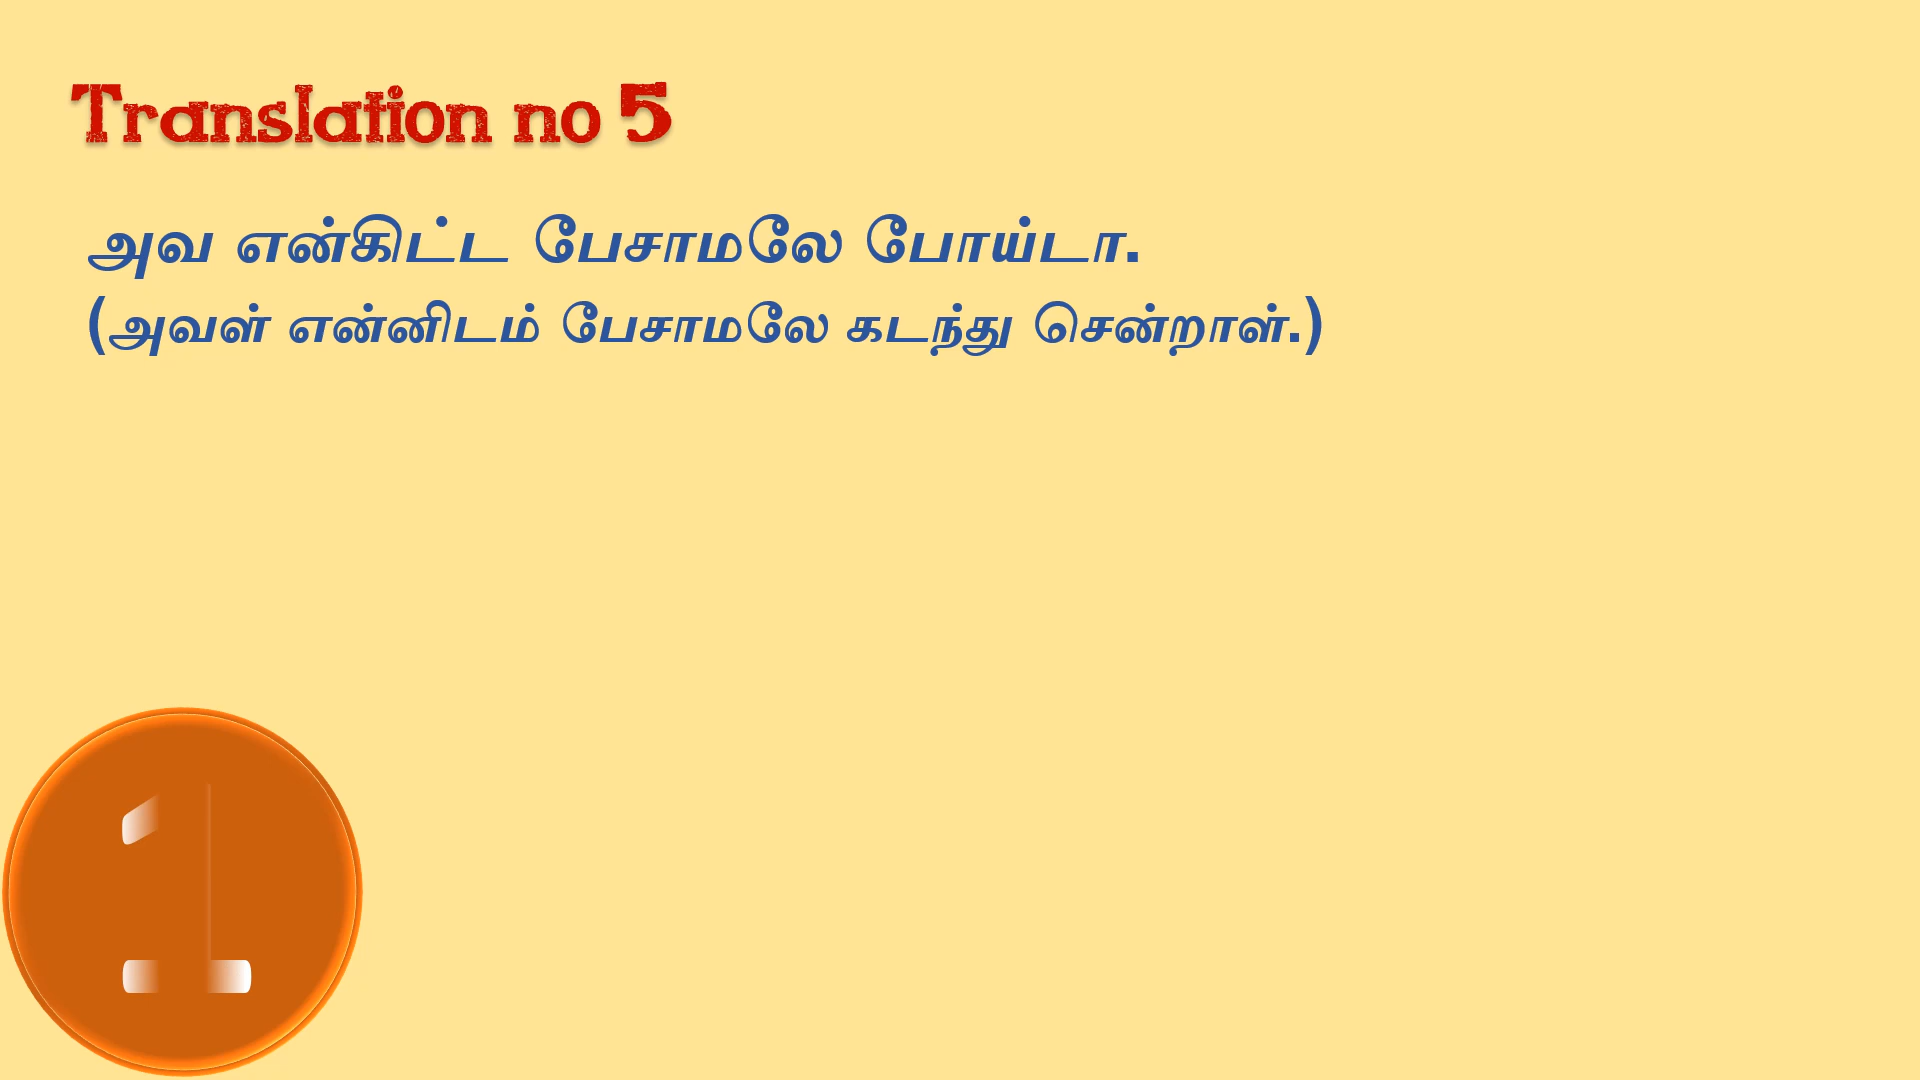 Translation no 5
அவ என்கிட்ட பேசாமலே போய்டா.
(அவள் என்னிடம் பேசாமலே கடந்து சென்றாள்.)
1